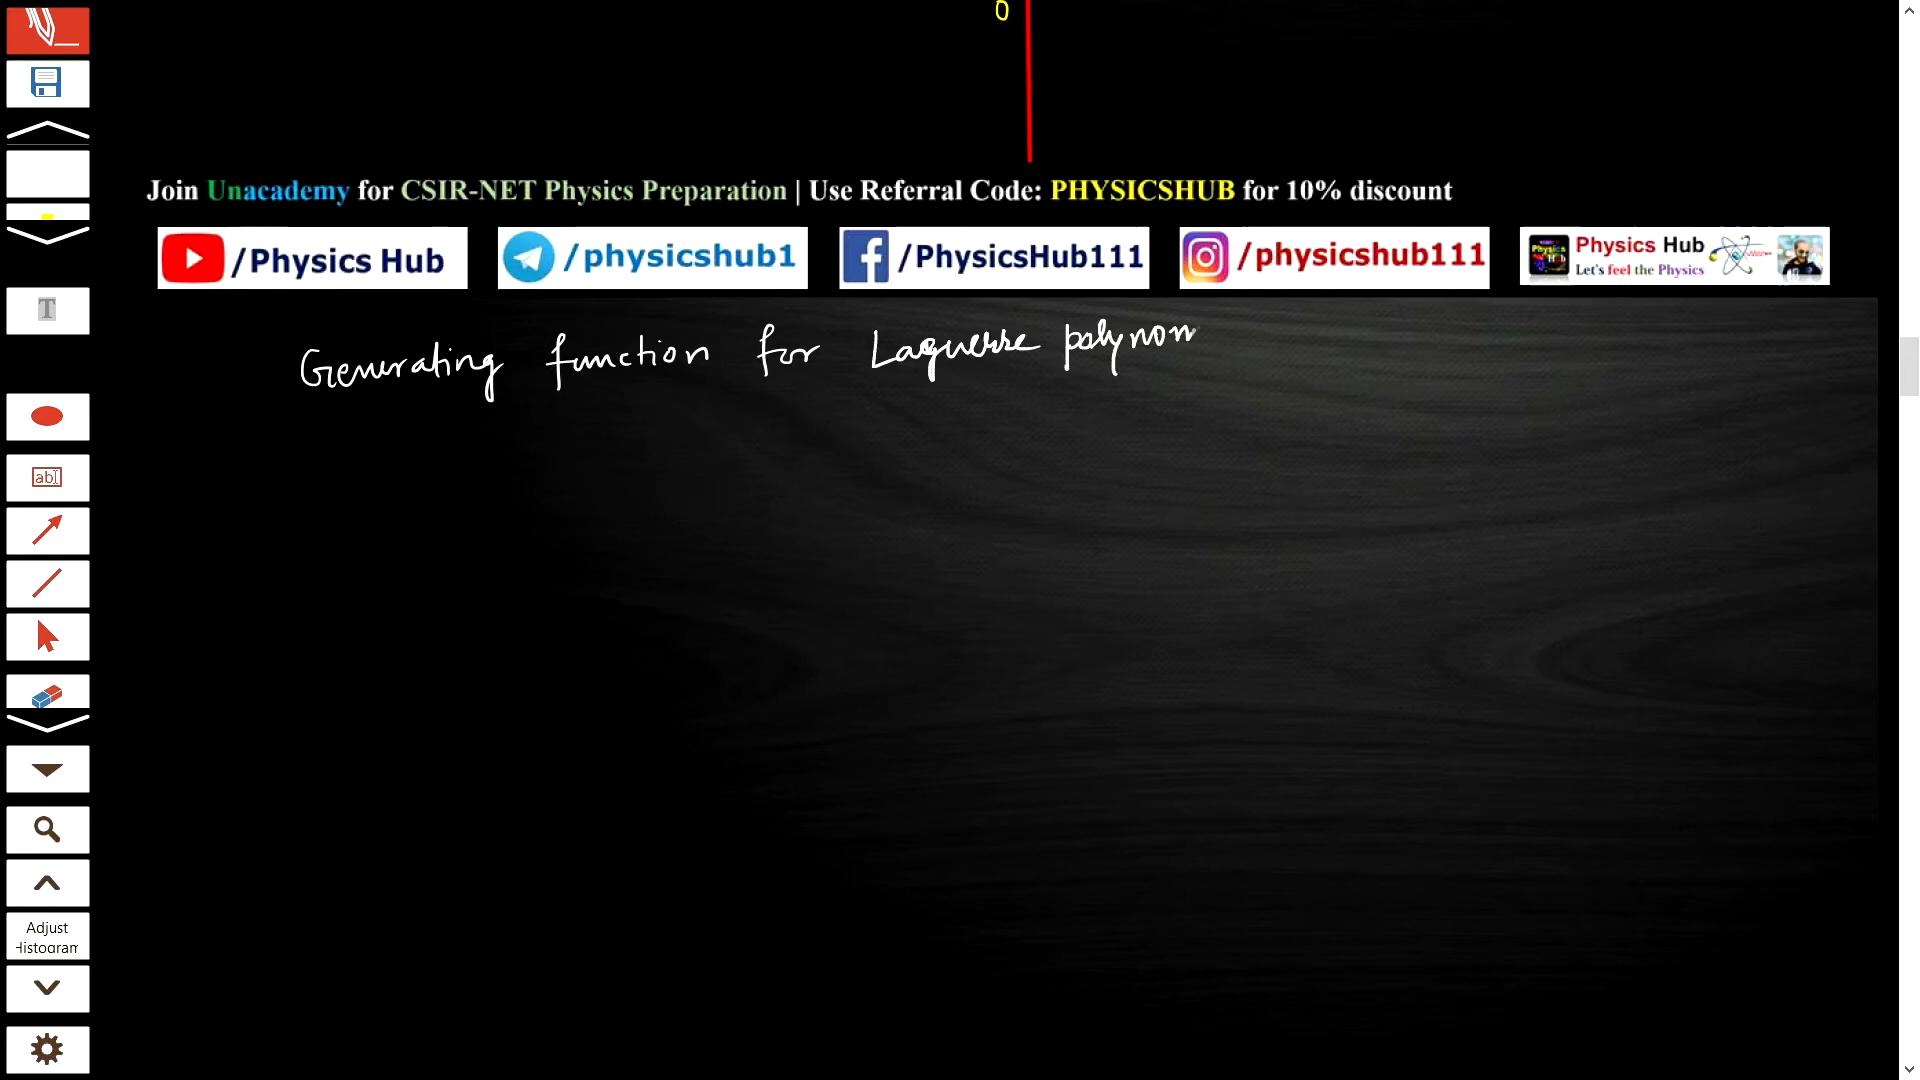 0
Join Unacademy for CSIR-NET Physics Preparation | Use Referral Code: PHYSICSHUB for 10% discount
/Physics Hub
/physicshub1
/PhysicsHub111
/physicshub111
Physics Hub
Let's feel the Physics
Generating function for Laguerre polynom
T
ab
Adjust
Histogram